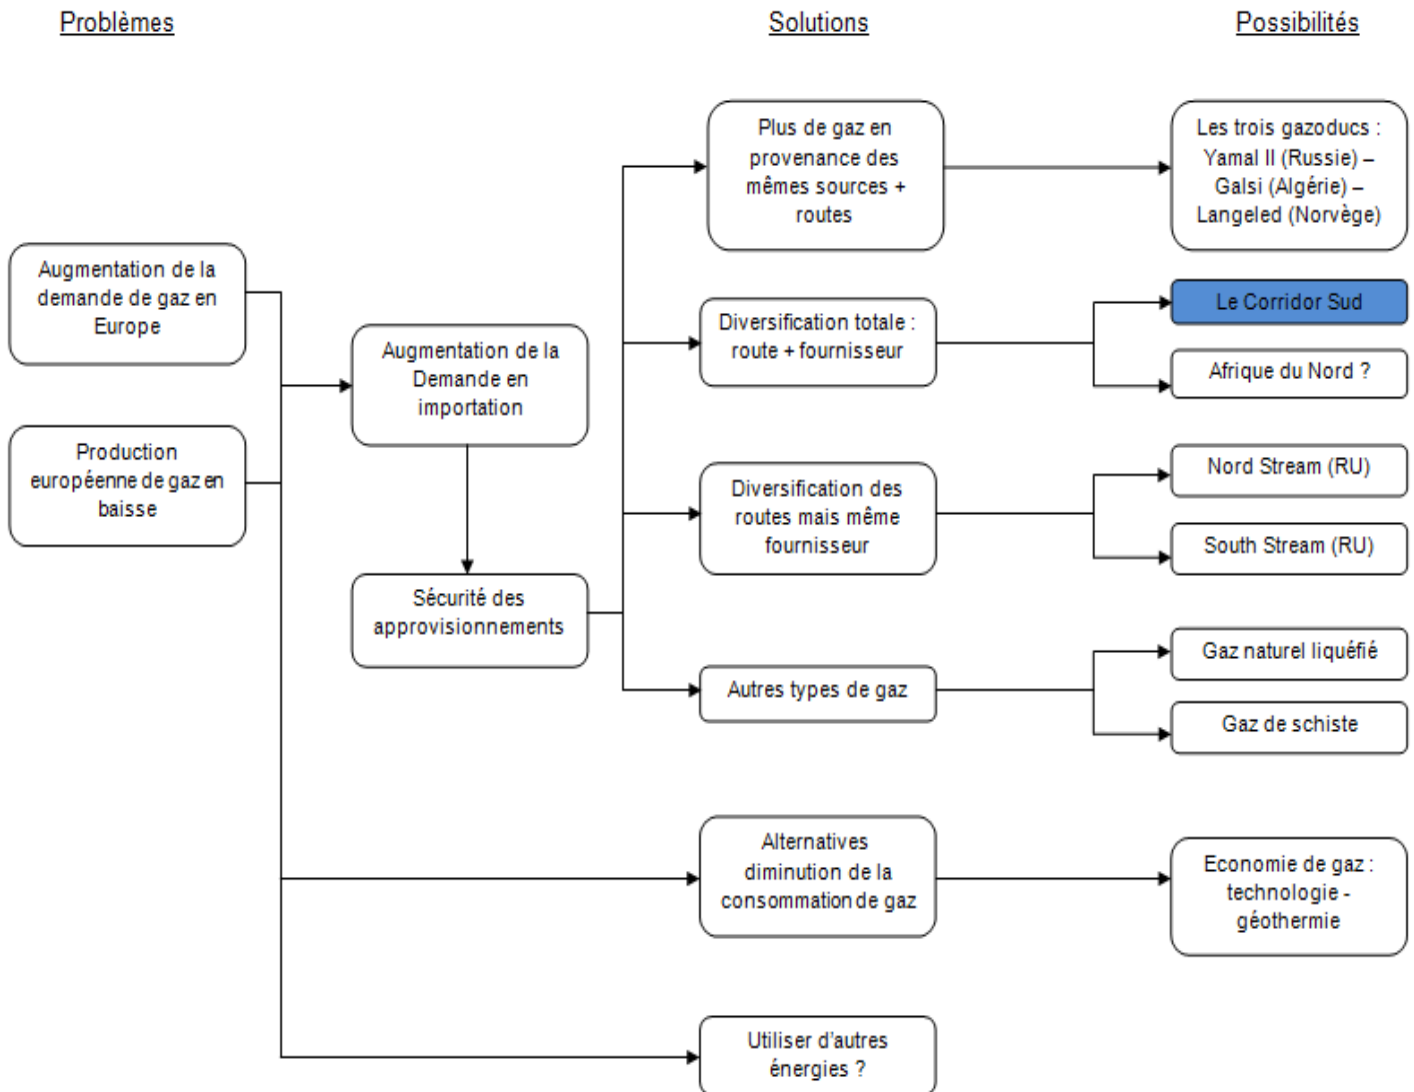 Problèmes
Solutions
Possibilités
Augmentation de la
demande de gaz en
Europe
Production
européenne de gaz en
baisse
Augmentation de la
Demande en
importation
Sécurité des
approvisionnements
Plus de gaz en
provenance des
mêmes sources +
routes
Les trois gazoducs :
Yamal II (Russie) –
Galsi (Algérie) –
Langeled (Norvège)
Diversification totale :
route + fournisseur
Le Corridor Sud
Afrique du Nord ?
Diversification des
routes mais même
fournisseur
Nord Stream (RU)
South Stream (RU)
Autres types de gaz
Gaz naturel liquéfié
Gaz de schiste
Alternatives
diminution de la
consommation de gaz
Economie de gaz :
technologie -
géothermie
Utiliser d'autres
énergies ?